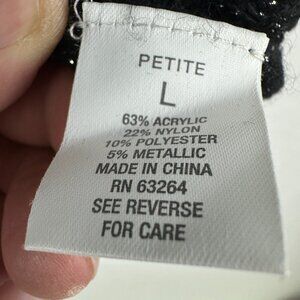 PETITE
L
63% ACRYLIC
22% NYLON
10% POLYESTER
5% METALLIC
MADE IN CHINA
RN 63264
SEE REVERSE
FOR CARE